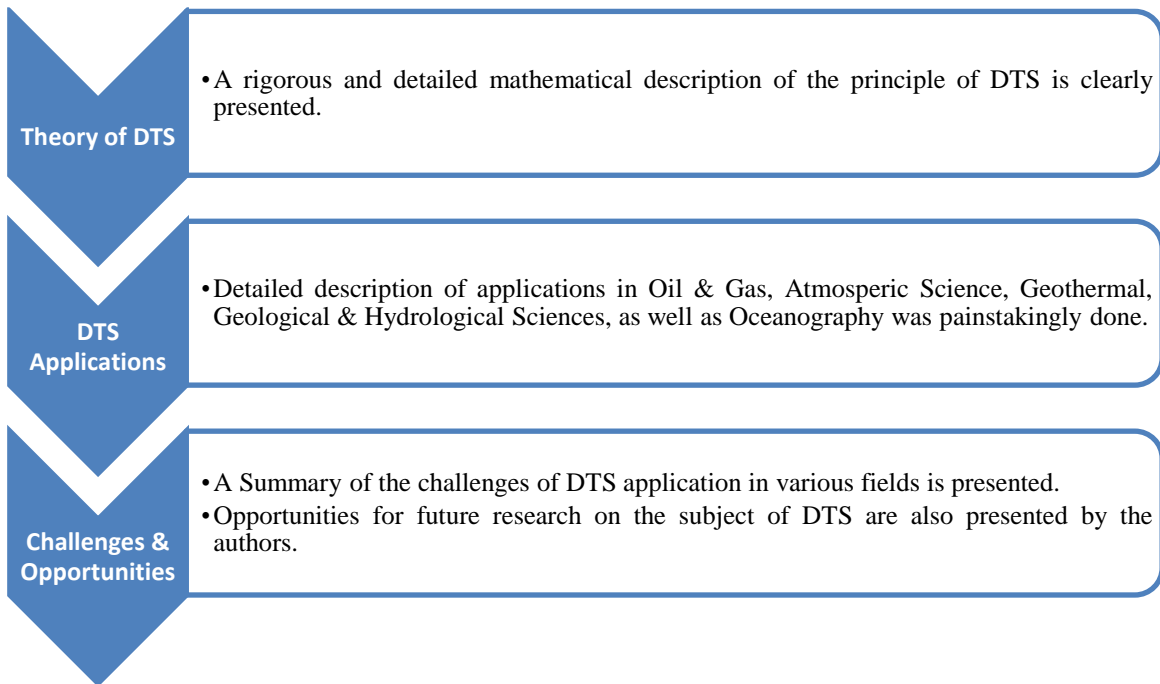 Theory of DTS
•A rigorous and detailed mathematical description of the principle of DTS is clearly
presented.
DTS
Applications
•Detailed description of applications in Oil & Gas, Atmosperic Science, Geothermal,
Geological & Hydrological Sciences, as well as Oceanography was painstakingly done.
Challenges &
Opportunities
•A Summary of the challenges of DTS application in various fields is presented.
•Opportunities for future research on the subject of DTS are also presented by the
authors.